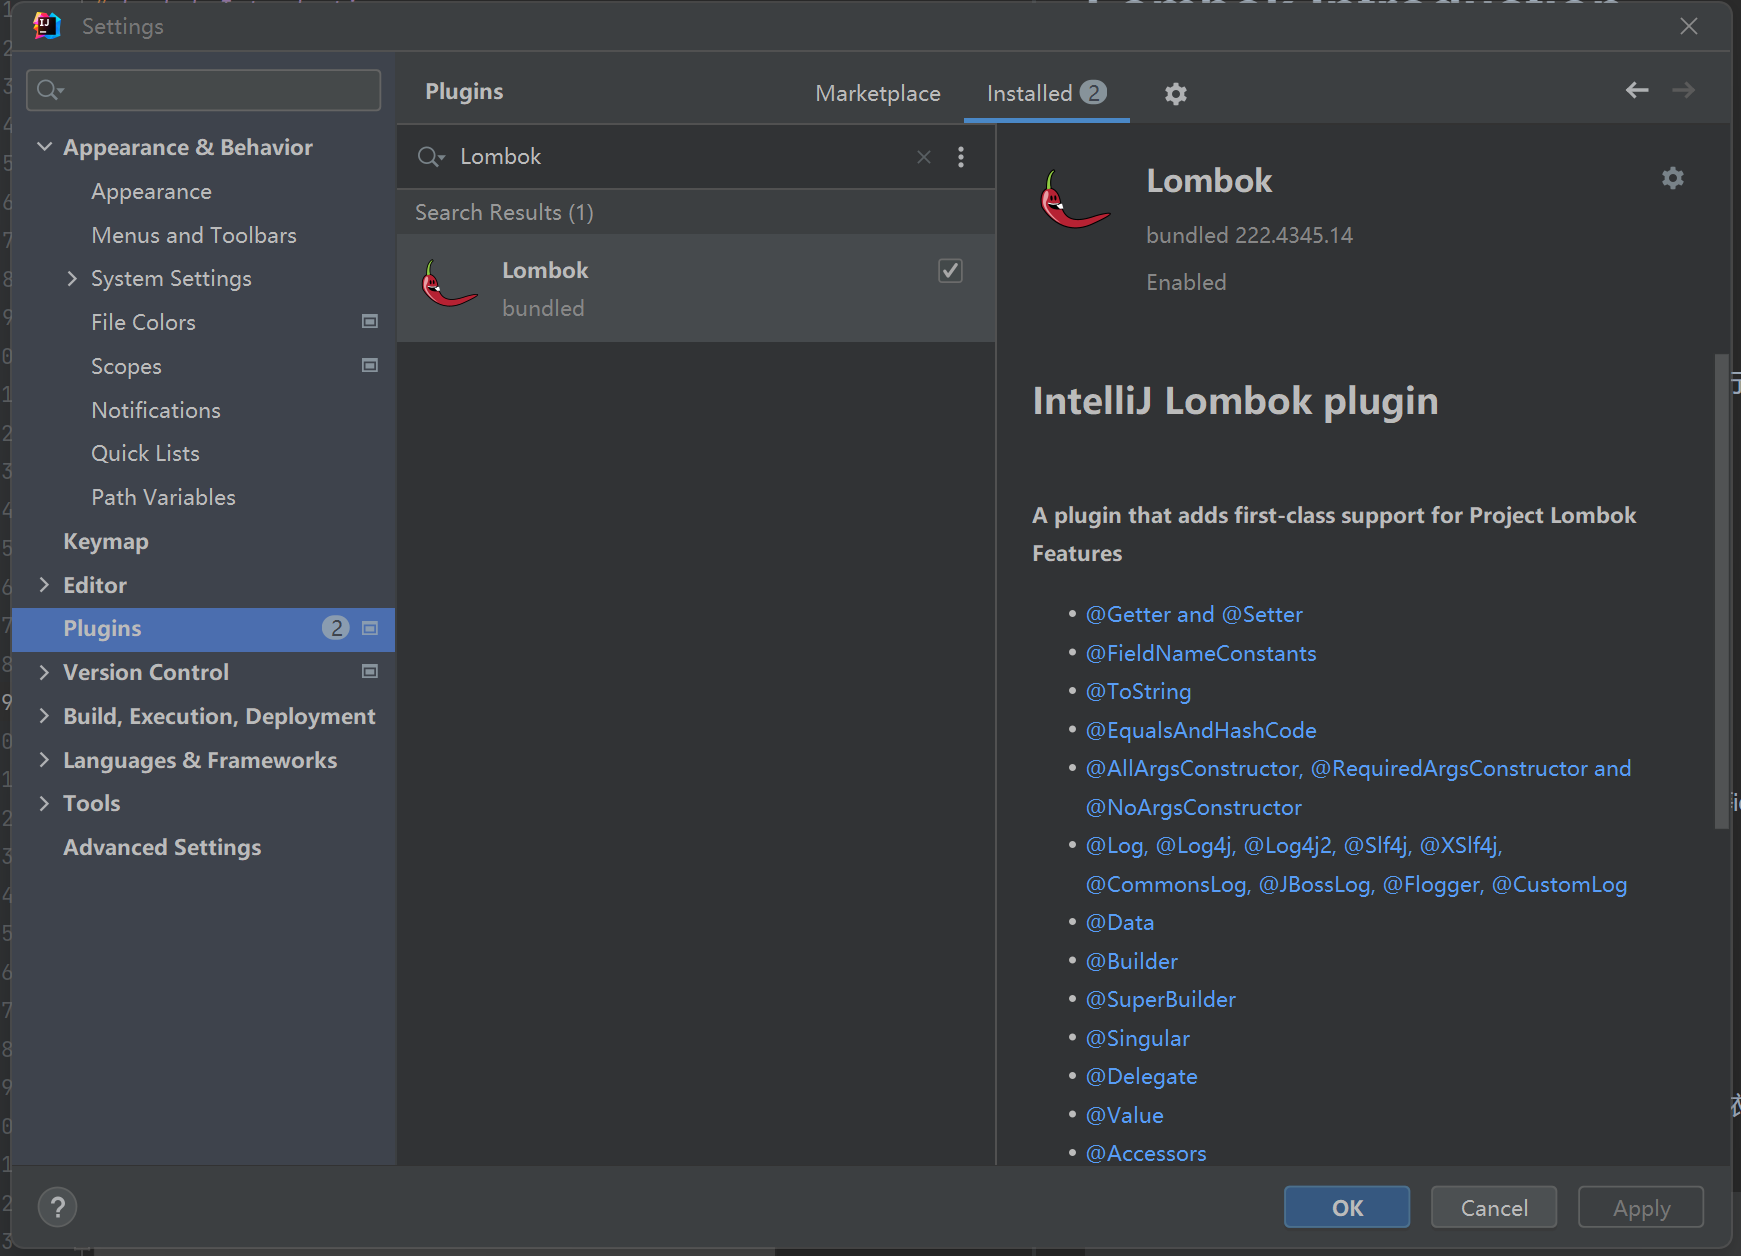 Settings
Plugins
Marketplace
Installed 2
Appearance & Behavior
Appearance
Menus and Toolbars
System Settings
File Colors
Scopes
Notifications
Quick Lists
Path Variables
Keymap
Editor
Plugins 2
Version Control
Build, Execution, Deployment
Languages & Frameworks
Tools
Advanced Settings
Lombok
Search Results (1)
Lombok
bundled
Lombok
bundled 222.4345.14
Enabled
IntelliJ Lombok plugin
A plugin that adds first-class support for Project Lombok
Features
• @Getter and @Setter
• @FieldNameConstants
• @ToString
• @EqualsAndHashCode
• @AllArgsConstructor, @RequiredArgsConstructor and
@NoArgsConstructor
• @Log, @Log4j, @Log4j2, @Slf4j, @XSlf4j,
@CommonsLog, @JBossLog, @Flogger, @CustomLog
• @Data
• @Builder
• @SuperBuilder
• @Singular
• @Delegate
• @Value
• @Accessors
?
OK
Cancel
Apply